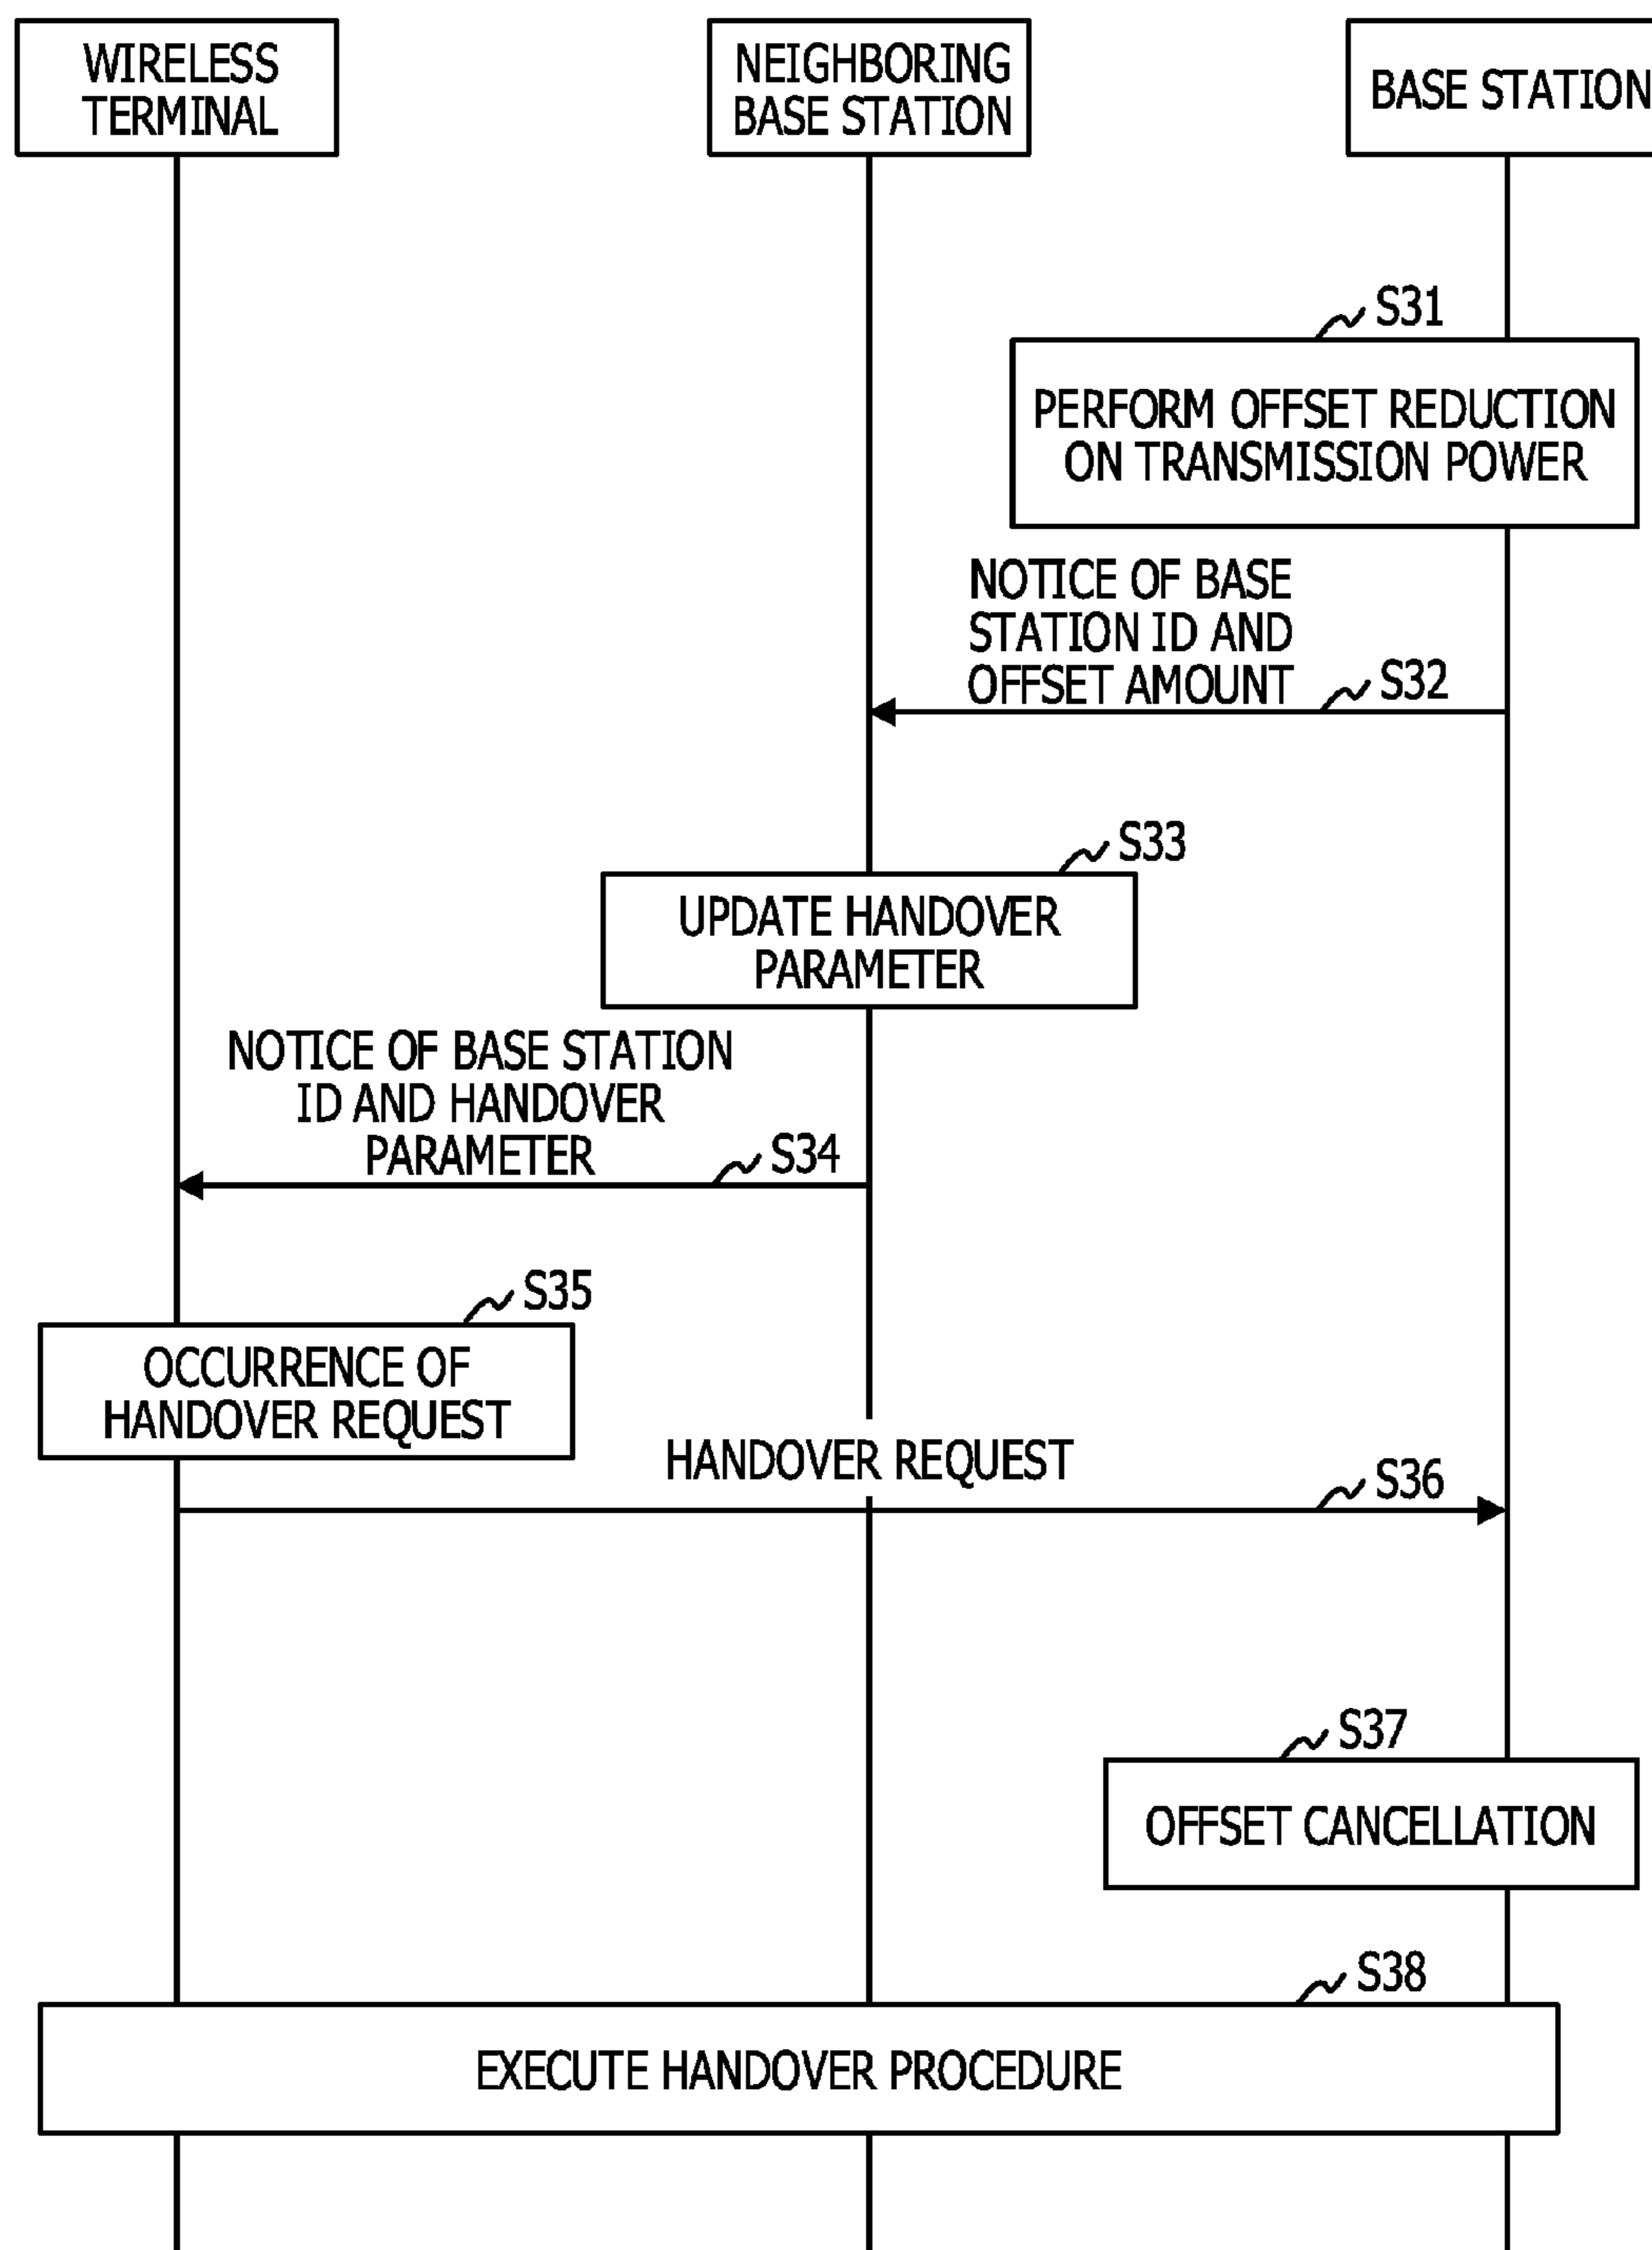 WIRELESS
TERMINAL
NEIGHBORING
BASE STATION
BASE STATION
S31
PERFORM OFFSET REDUCTION
ON TRANSMISSION POWER
NOTICE OF BASE
STATION ID AND
OFFSET AMOUNT
S32
S33
UPDATE HANDOVER
PARAMETER
NOTICE OF BASE STATION
ID AND HANDOVER
PARAMETER
S34
S35
OCCURRENCE OF
HANDOVER REQUEST
HANDOVER REQUEST
S36
S37
OFFSET CANCELLATION
S38
EXECUTE HANDOVER PROCEDURE